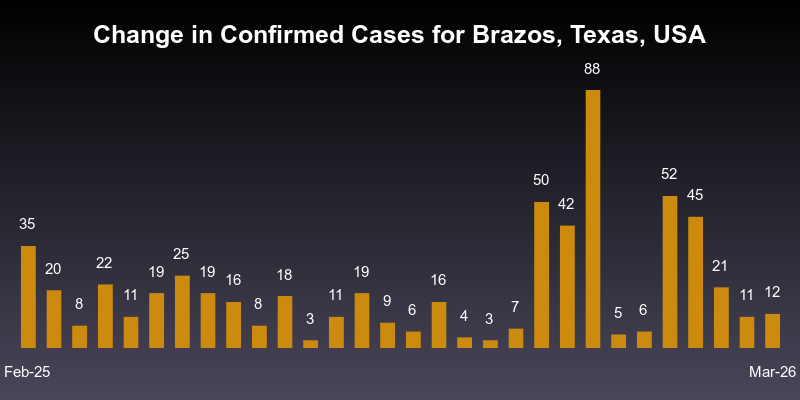 Change in Confirmed Cases for Brazos, Texas, USA
35 20 8 22 11 19 25 19 16 8 18 3 11 19 9 6 16 4 3 7 50 42 88 5 6 52 45 21 11 12
Feb-25 Mar-26